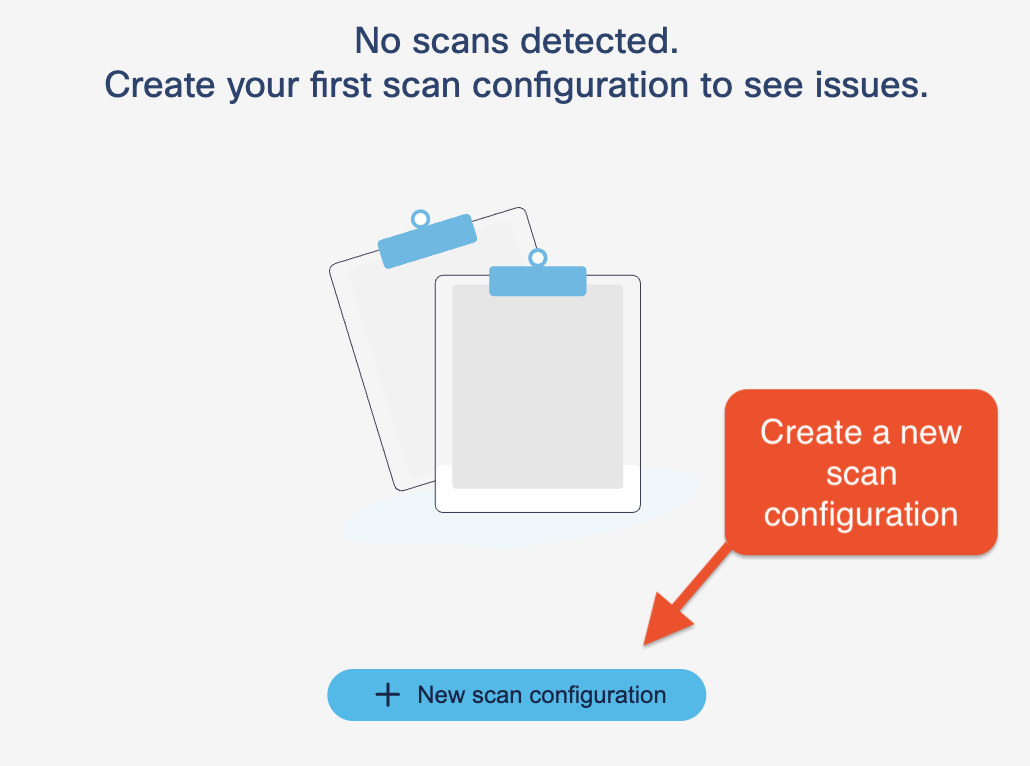 No scans detected.
Create your first scan configuration to see issues.
Create a new
scan
configuration
New scan configuration